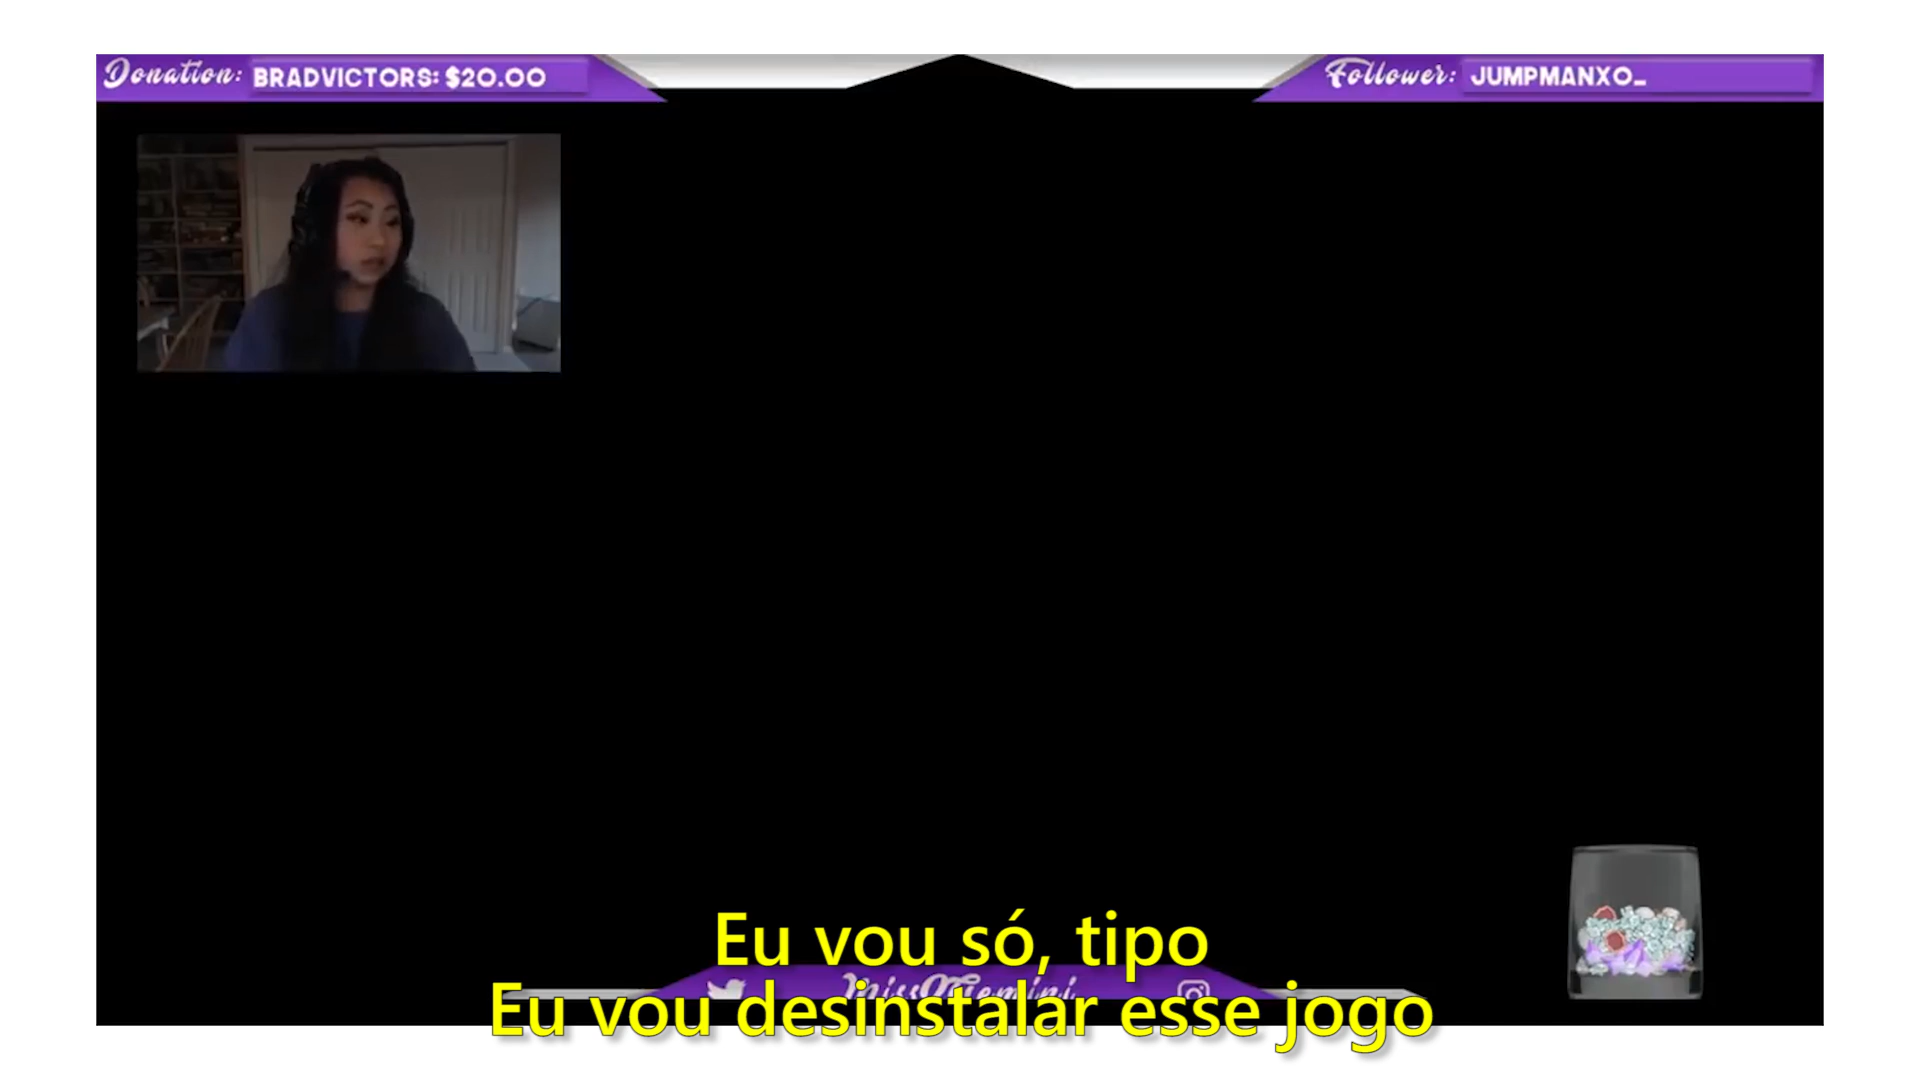 Donation: BRADVICTORS: $20.00
Follower: JUMPMANXO_
Eu vou só, tipo
Eu vou desinstalar esse jogo